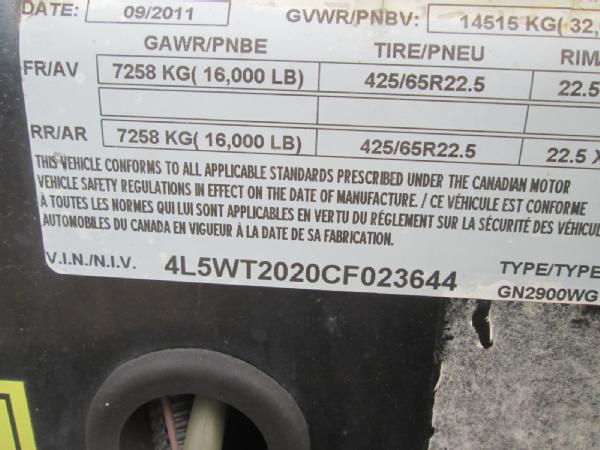 DATE: 09/2011 GVWR/PNBV: 14515 KG( 32,
GAWR/PNBE TIRE/PNEU RIM
FR/AV 7258 KG( 16,000 LB) 425/65R22.5 22.5
RR/AR 7258 KG( 16,000 LB) 425/65R22.5 22.5 X
THIS VEHICLE CONFORMS TO ALL APPLICABLE STANDARDS PRESCRIBED UNDER THE CANADIAN MOTOR
VEHICLE SAFETY REGULATIONS IN EFFECT ON THE DATE OF MANUFACTURE. / CE VÉHICULE EST CONFORME
À TOUTES LES NORMES QUI LUI SONT APPLICABLES EN VERTU DU RÉGLEMENT SUR LA SÉCURITÉ DES VÉHICUL
AUTOMOBILES DU CANADA EN VIGUEUR À LA DATE DE SA FABRICATION.
V.I.N./N.I.V. 4L5WT2020CF023644 TYPE/TYPE
GN2900WG